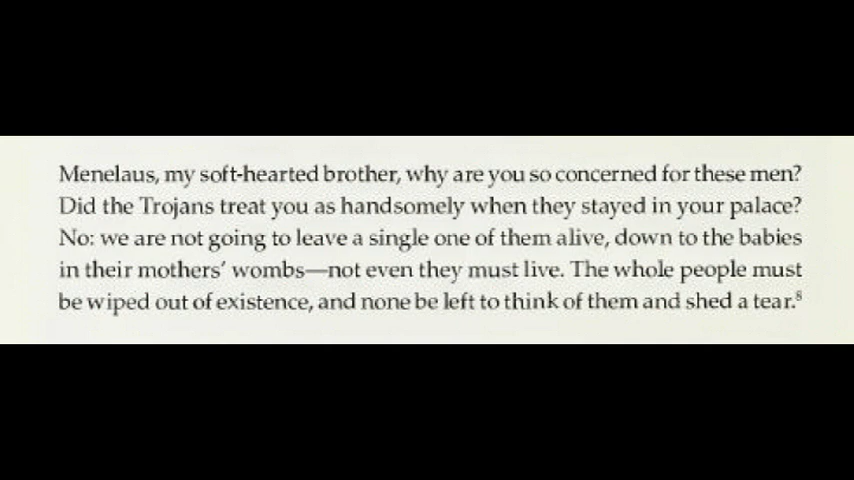 Menelaus, my soft-hearted brother, why are you so concerned for these men?
Did the Trojans treat you as handsomely when they stayed in your palace?
No: we are not going to leave a single one of them alive, down to the babies
in their mothers’ wombs—not even they must live. The whole people must
be wiped out of existence, and none be left to think of them and shed a tear.⁸